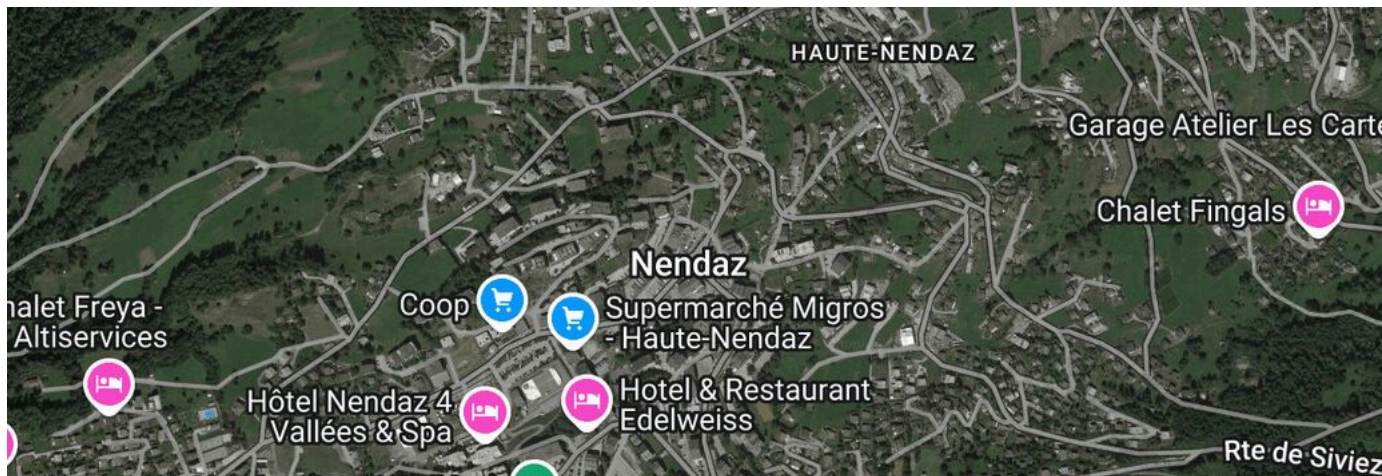 HAUTE-NENDAZ
Garage Atelier Les Carte
Chalet Fingals
Nendaz
Coop
Supermarché Migros
- Haute-Nendaz
halet Freya -
Altiservices
Hôtel Nendaz 4
Vallées & Spa
Hotel & Restaurant
Edelweiss
Rte de Siviez